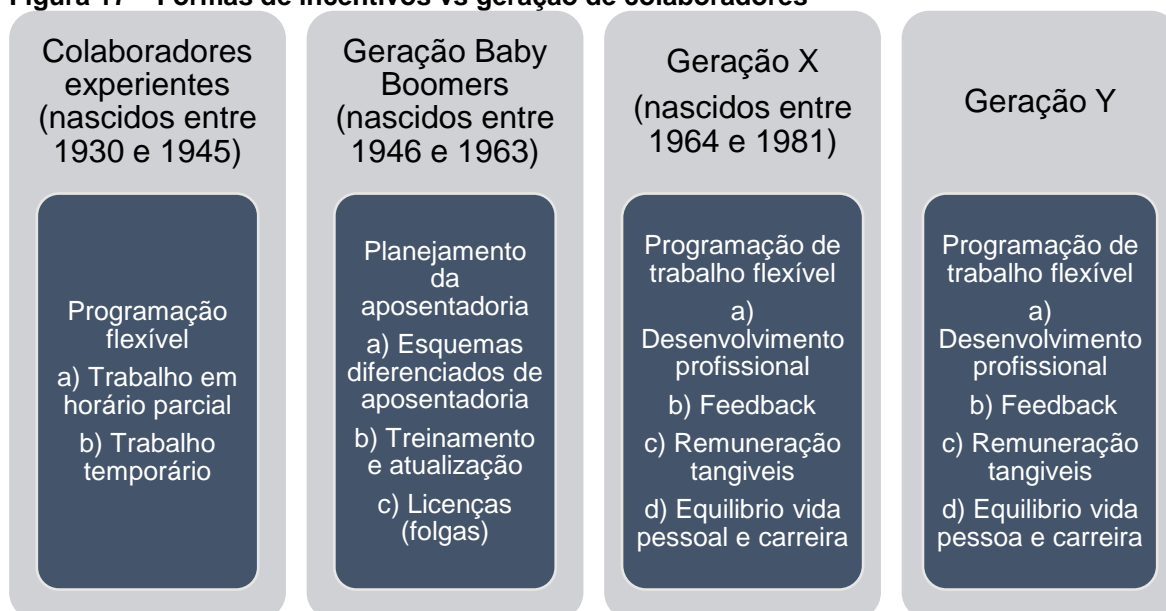 Figura 17 – Formas de incentivos vs geração de colaboradores
Colaboradores
experientes
(nascidos entre
1930 e 1945)
Programação
flexível
a) Trabalho em
horário parcial
b) Trabalho
temporário
Geração Baby
Boomers
(nascidos entre
1946 e 1963)
Planejamento
da
aposentadoria
a) Esquemas
diferenciados de
aposentadoria
b) Treinamento
e atualização
c) Licenças
(folgas)
Geração X
(nascidos entre
1964 e 1981)
Programação de
trabalho flexível
a)
Desenvolvimento
profissional
b) Feedback
c) Remuneração
tangiveis
d) Equilibrio vida
pessoal e carreira
Geração Y
Programação de
trabalho flexível
a)
Desenvolvimento
profissional
b) Feedback
c) Remuneração
tangiveis
d) Equilibrio vida
pessoa e carreira